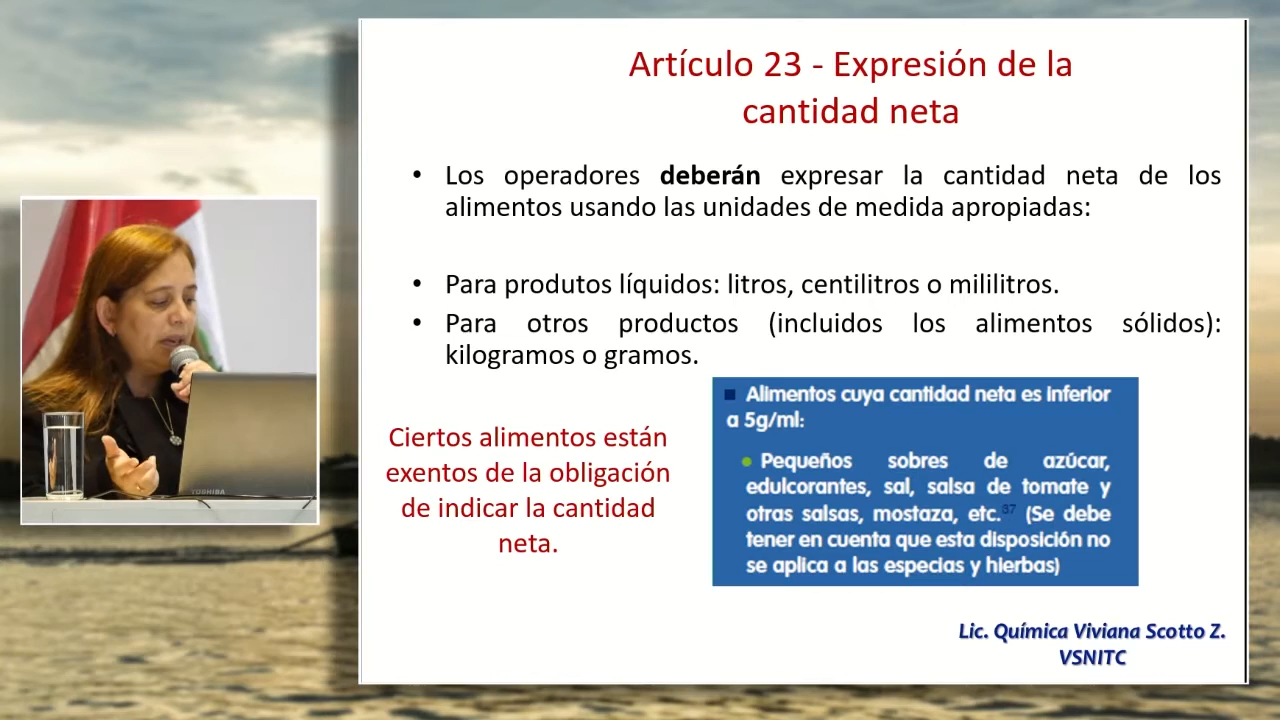 Artículo 23 - Expresión de la
cantidad neta
• Los operadores deberán expresar la cantidad neta de los
alimentos usando las unidades de medida apropiadas:
• Para produtos líquidos: litros, centilitros o mililitros.
• Para otros productos (incluidos los alimentos sólidos):
kilogramos o gramos.
Ciertos alimentos están
exentos de la obligación
de indicar la cantidad
neta.
Alimentos cuya cantidad neta es inferior
a 5g/ml:
Pequeños sobres de azúcar,
edulcorantes, sal, salsa de tomate y
otras salsas, mostaza, etc.37 (Se debe
tener en cuenta que esta disposición no
se aplica a las especias y hierbas)
Lic. Química Viviana Scotto Z.
VSNITC
TOSHIBA